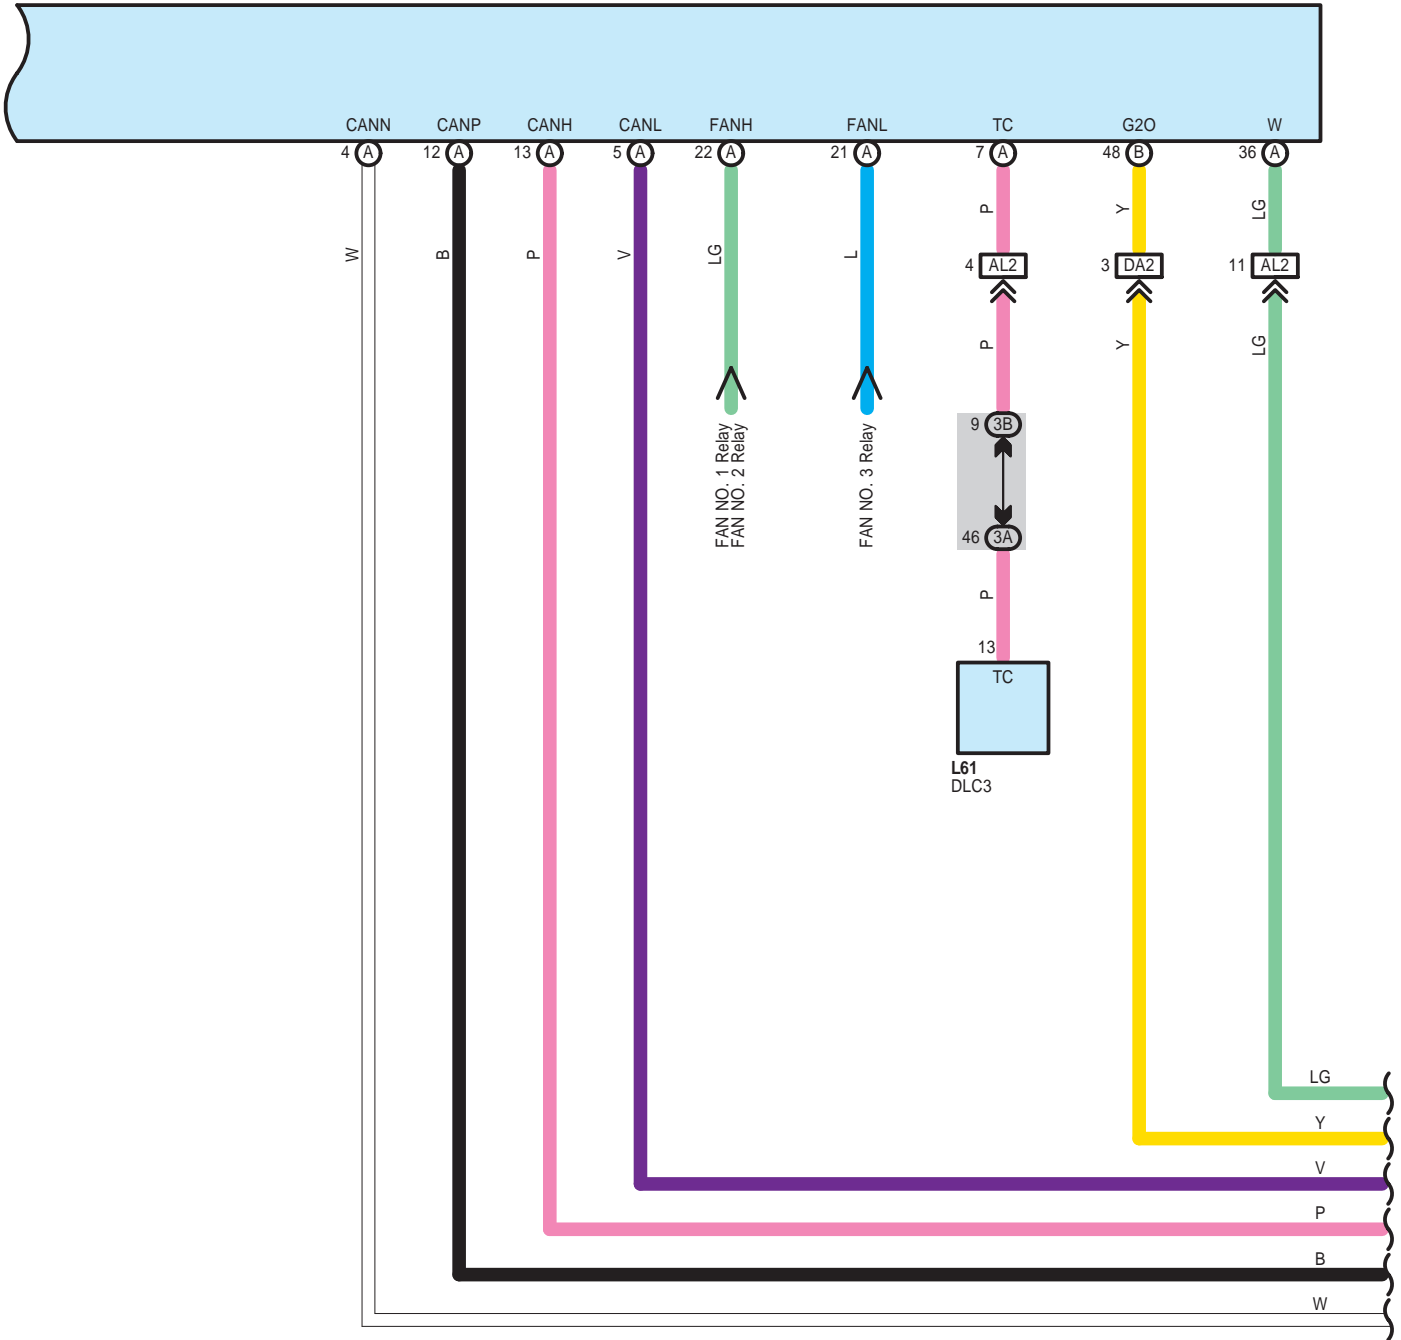 CANN CANP CANH CANL FANH FANL TC G2O W
4 A 12 A 13 A 5 A 22 A 21 A 7 A 48 B 36 A
P Y LG
W B P V LG L
4 AL2 3 DA2 11 AL2
P Y LG
9 3B
FAN NO. 1 Relay
FAN NO. 2 Relay
FAN NO. 3 Relay
46 3A
P
13
TC
L61
DLC3
LG
Y
V
P
B
W